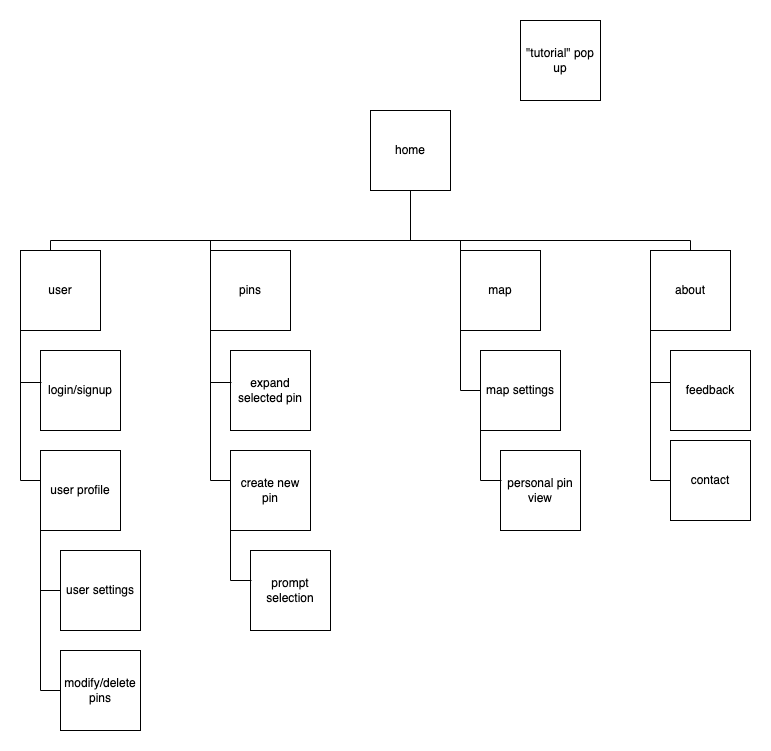 "tutorial" pop
up
home
user
pins
map
about
login/signup
expand
selected pin
map settings
feedback
user profile
create new
pin
personal pin
view
contact
user settings
prompt
selection
modify/delete
pins